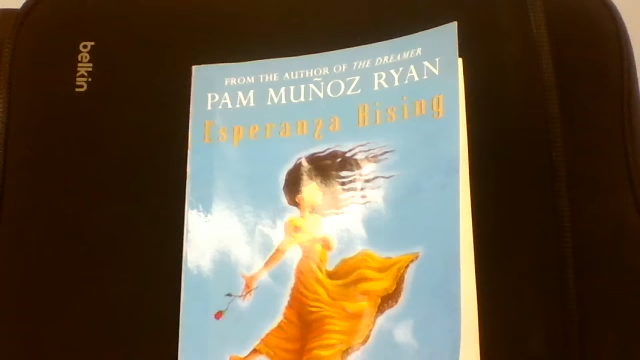 belkin
FROM THE AUTHOR OF THE DREAMER
PAM MUÑOZ RYAN
Esperanza Rising